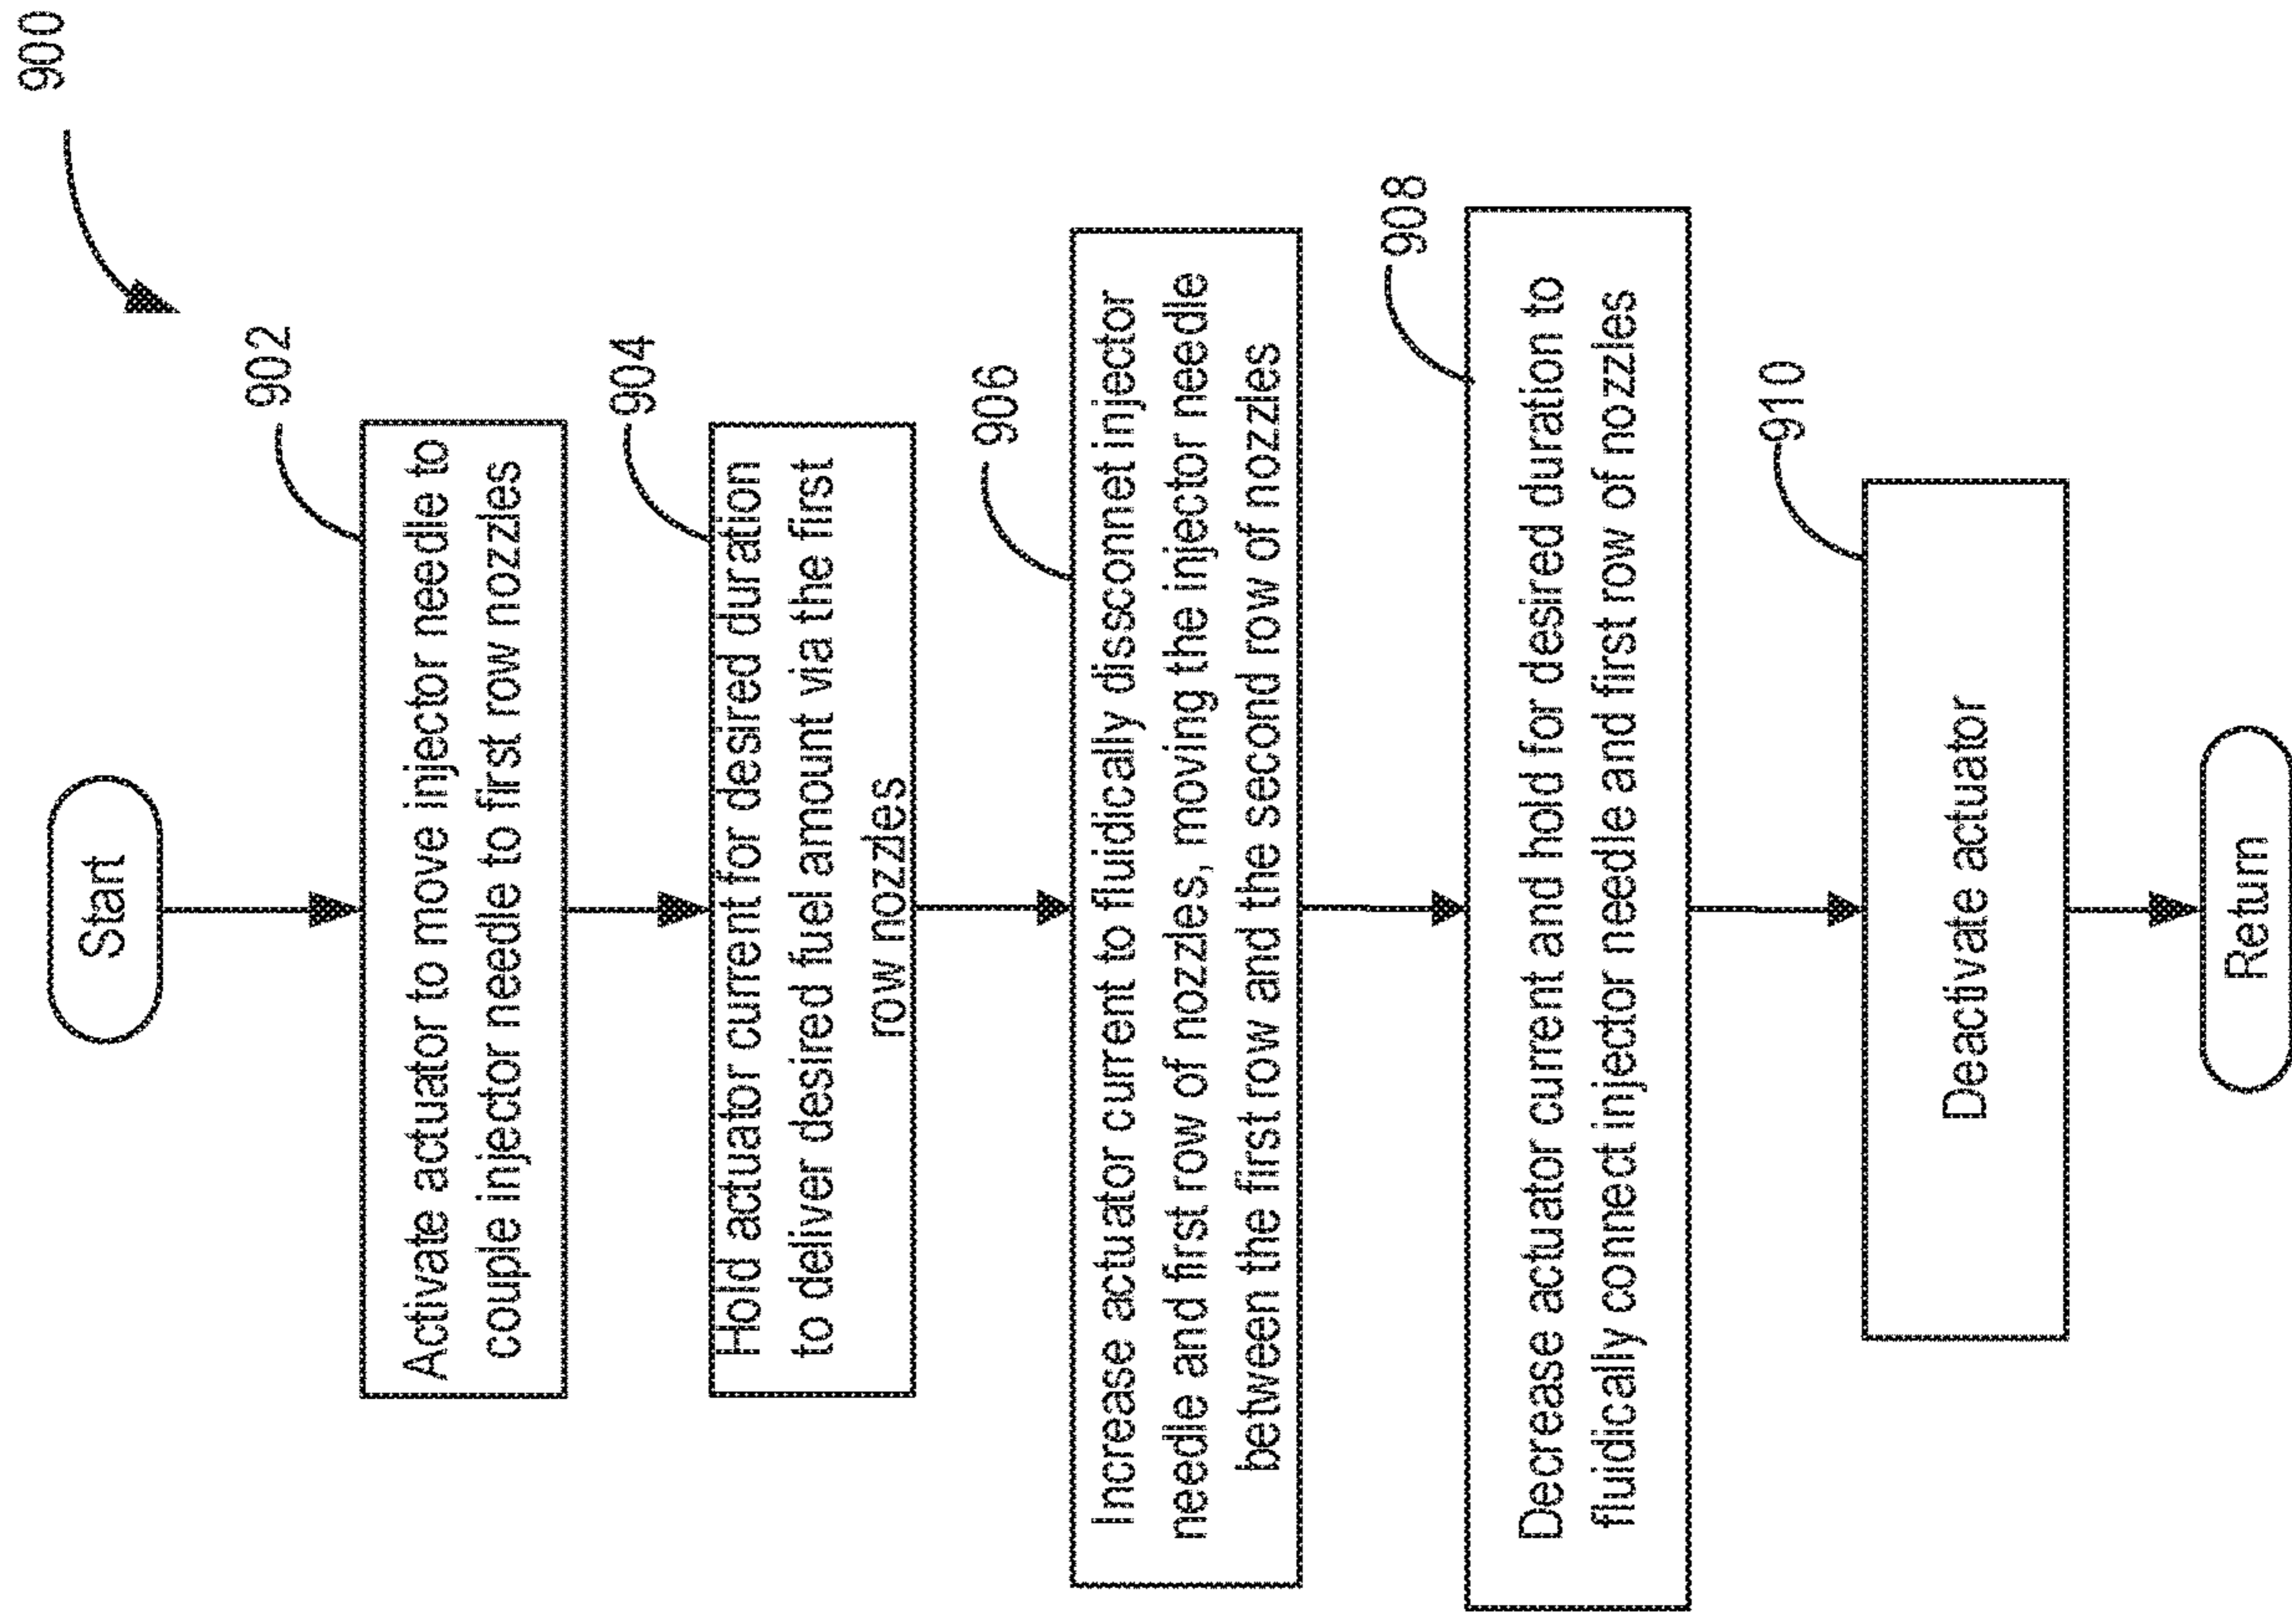 900
Start
902
Activate actuator to move injector needle to
couple injector needle to first row nozzles
904
Hold actuator current for desired duration
to deliver desired fuel amount via the first
row nozzles
906
Increase actuator current to fluidically dissconnet injector
needle and first row of nozzles, moving the injector needle
between the first row and the second row of nozzles
908
Decrease actuator current and hold for desired duration to
fluidically connect injector needle and first row of nozzles
910
Deactivate actuator
Return